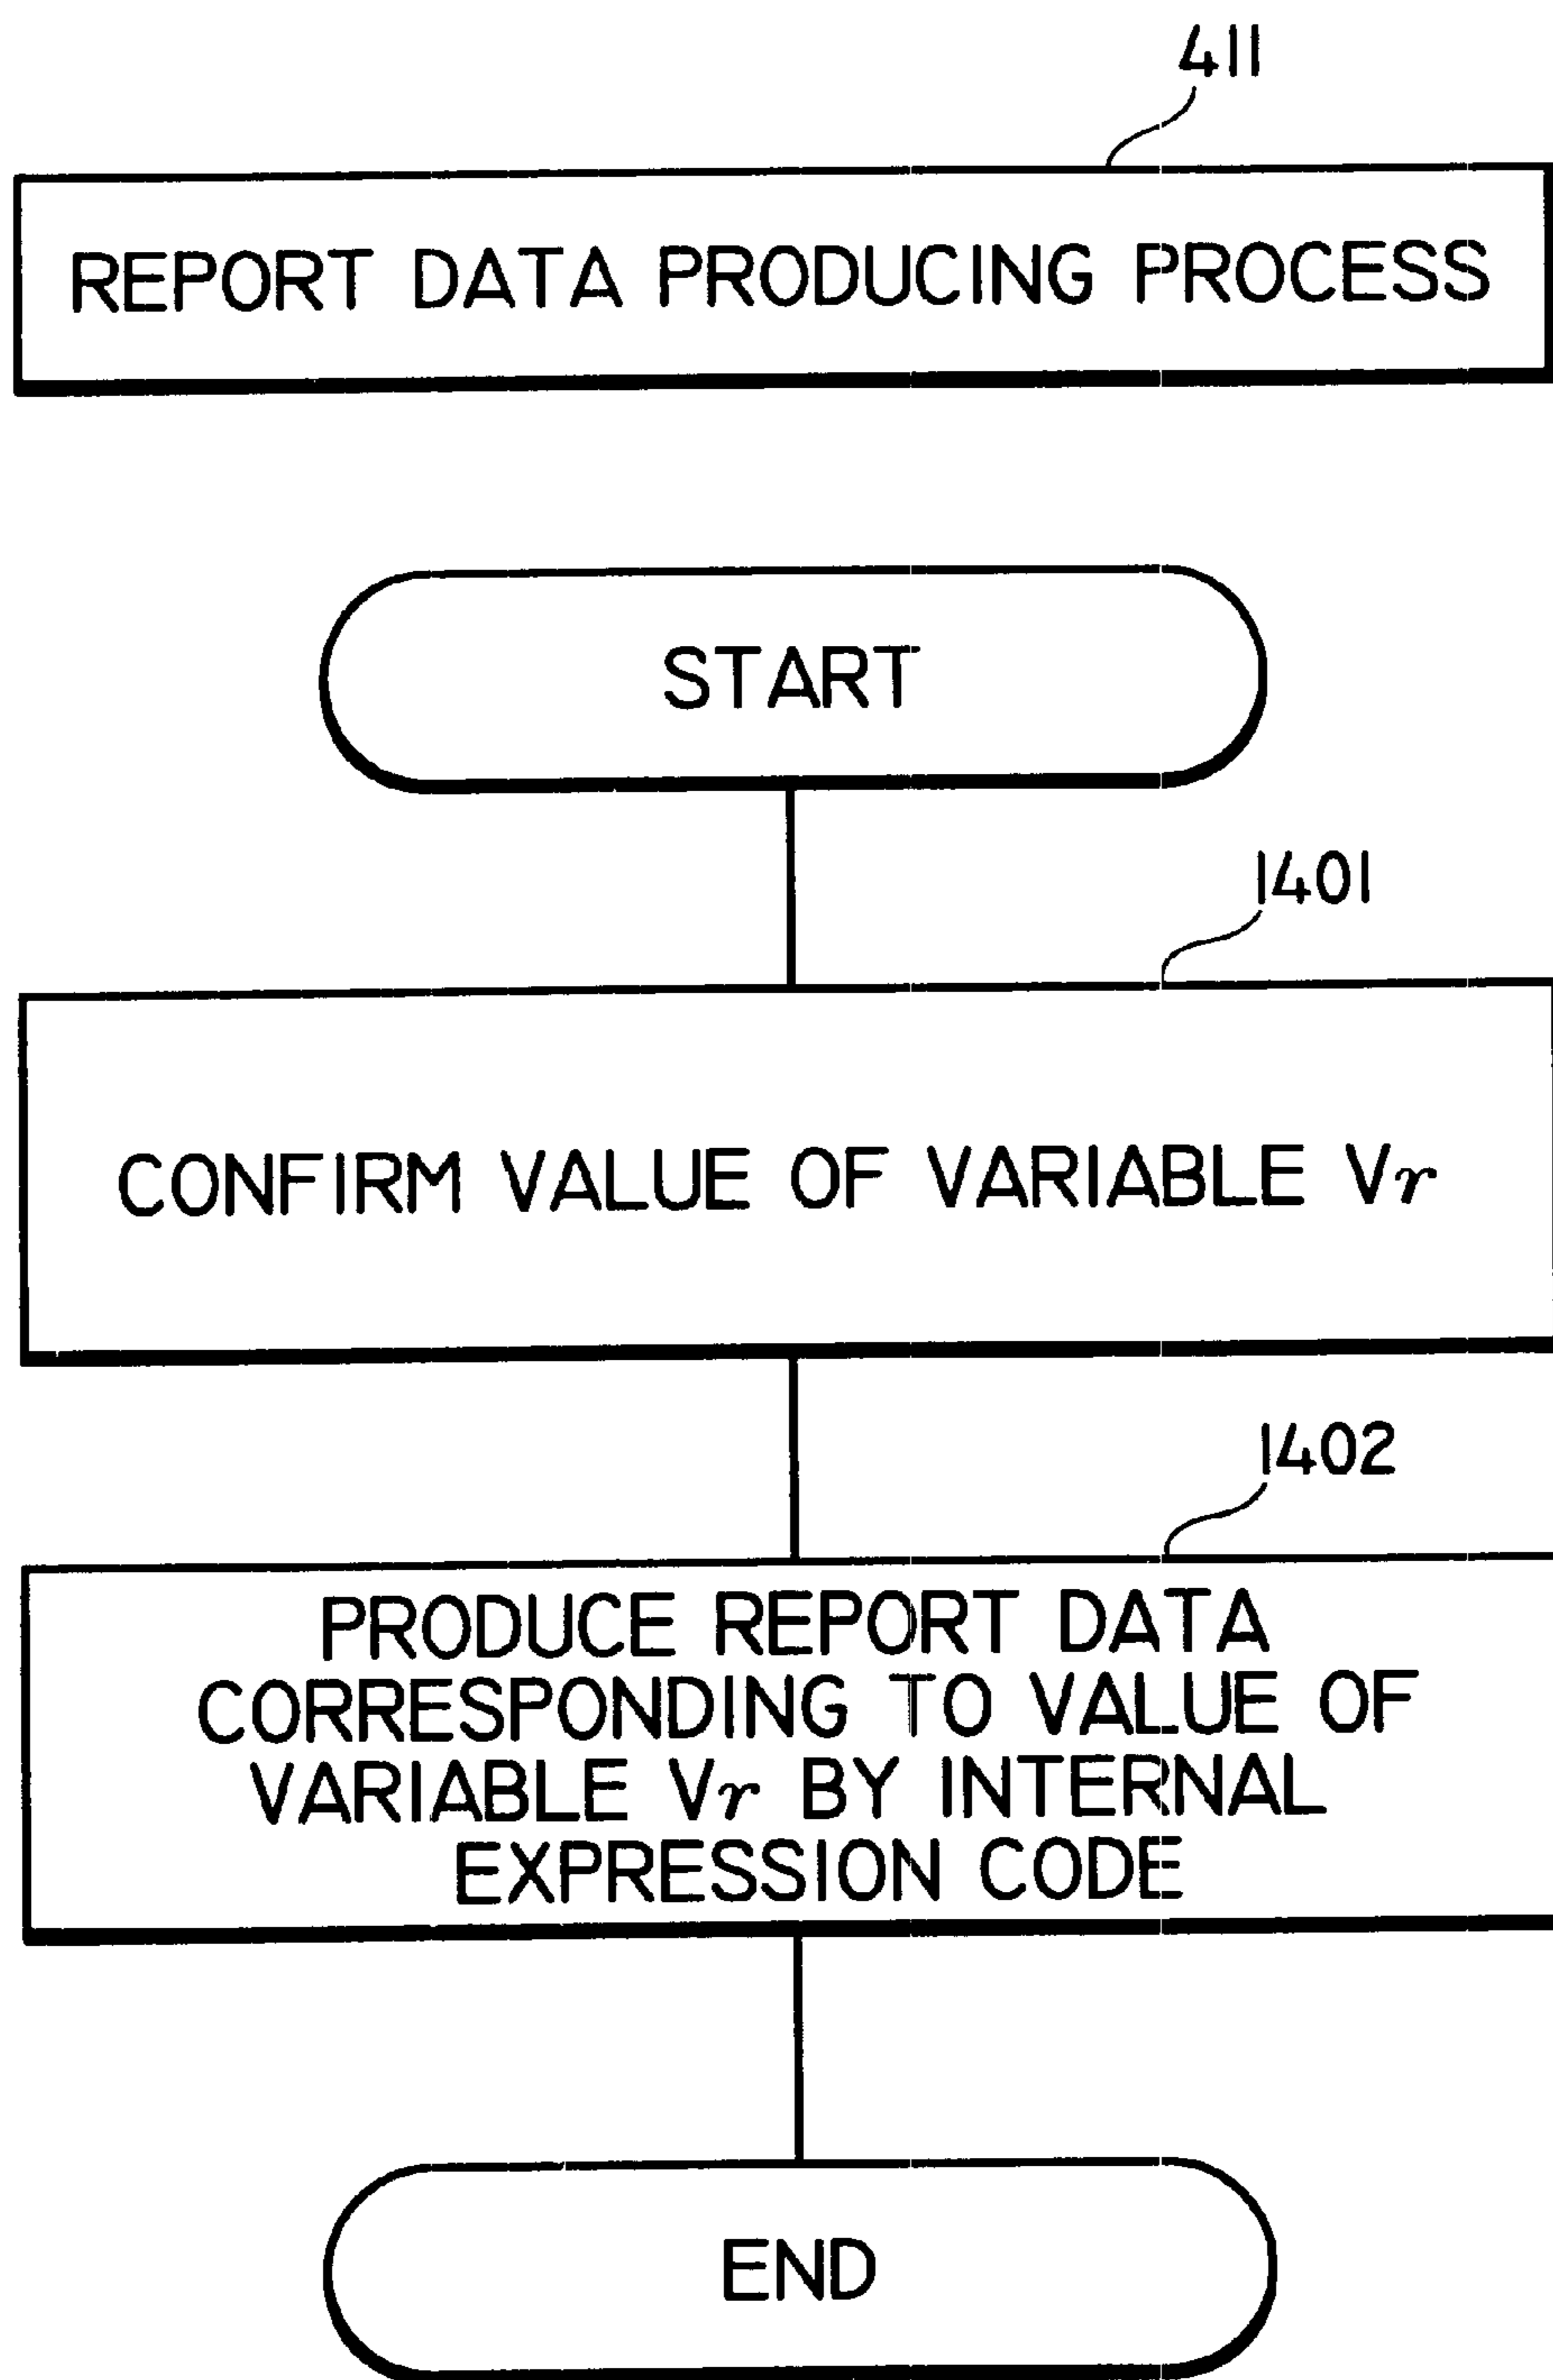 411
REPORT DATA PRODUCING PROCESS
START
1401
CONFIRM VALUE OF VARIABLE Vr
1402
PRODUCE REPORT DATA
CORRESPONDING TO VALUE OF
VARIABLE Vr BY INTERNAL
EXPRESSION CODE
END